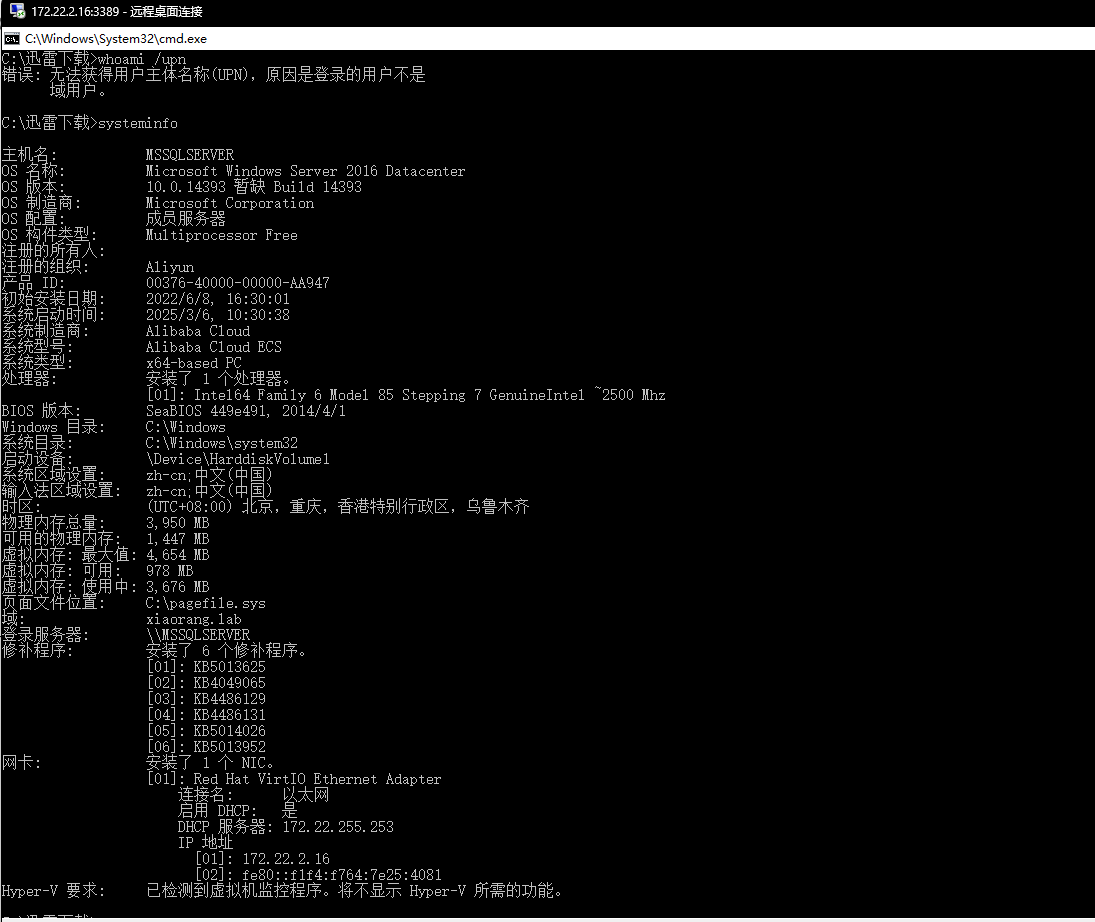 172.22.2.16:3389 - 远程桌面连接
C:\Windows\System32\cmd.exe
C:\迅雷下载>whoami /upn
错误: 无法获得用户主体名称(UPN), 原因是登录的用户不是
域用户。
C:\迅雷下载>systeminfo
主机名: MSSQLSERVER
OS 名称: Microsoft Windows Server 2016 Datacenter
OS 版本: 10.0.14393 暂缺 Build 14393
OS 制造商: Microsoft Corporation
OS 配置: 成员服务器
OS 构件类型: Multiprocessor Free
注册的所有人:
注册的组织: Aliyun
产品 ID: 00376-40000-00000-AA947
初始安装日期: 2022/6/8, 16:30:01
系统启动时间: 2025/3/6, 10:30:38
系统制造商: Alibaba Cloud
系统型号: Alibaba Cloud ECS
系统类型: x64-based PC
处理器: 安装了 1 个处理器。
[01]: Intel64 Family 6 Model 85 Stepping 7 GenuineIntel ~2500 Mhz
BIOS 版本: SeaBIOS 449e491, 2014/4/1
Windows 目录: C:\Windows
系统目录: C:\Windows\system32
启动设备: \Device\HarddiskVolume1
系统区域设置: zh-cn;中文(中国)
输入法区域设置: zh-cn;中文(中国)
时区: (UTC+08:00) 北京，重庆，香港特别行政区，乌鲁木齐
物理内存总量: 3,950 MB
可用的物理内存: 1,447 MB
虚拟内存: 最大值: 4,654 MB
虚拟内存: 可用: 978 MB
虚拟内存: 使用中: 3,676 MB
页面文件位置: C:\pagefile.sys
域: xiaorang.lab
登录服务器: \\MSSQLSERVER
修补程序: 安装了 6 个修补程序。
[01]: KB5013625
[02]: KB4049065
[03]: KB4486129
[04]: KB4486131
[05]: KB5014026
[06]: KB5013952
网卡: 安装了 1 个 NIC。
[01]: Red Hat VirtIO Ethernet Adapter
连接名: 以太网
启用 DHCP: 是
DHCP 服务器: 172.22.255.253
IP 地址
[01]: 172.22.2.16
[02]: fe80::f1f4:f764:7e25:4081
Hyper-V 要求: 已检测到虚拟机监控程序。将不显示 Hyper-V 所需的功能。